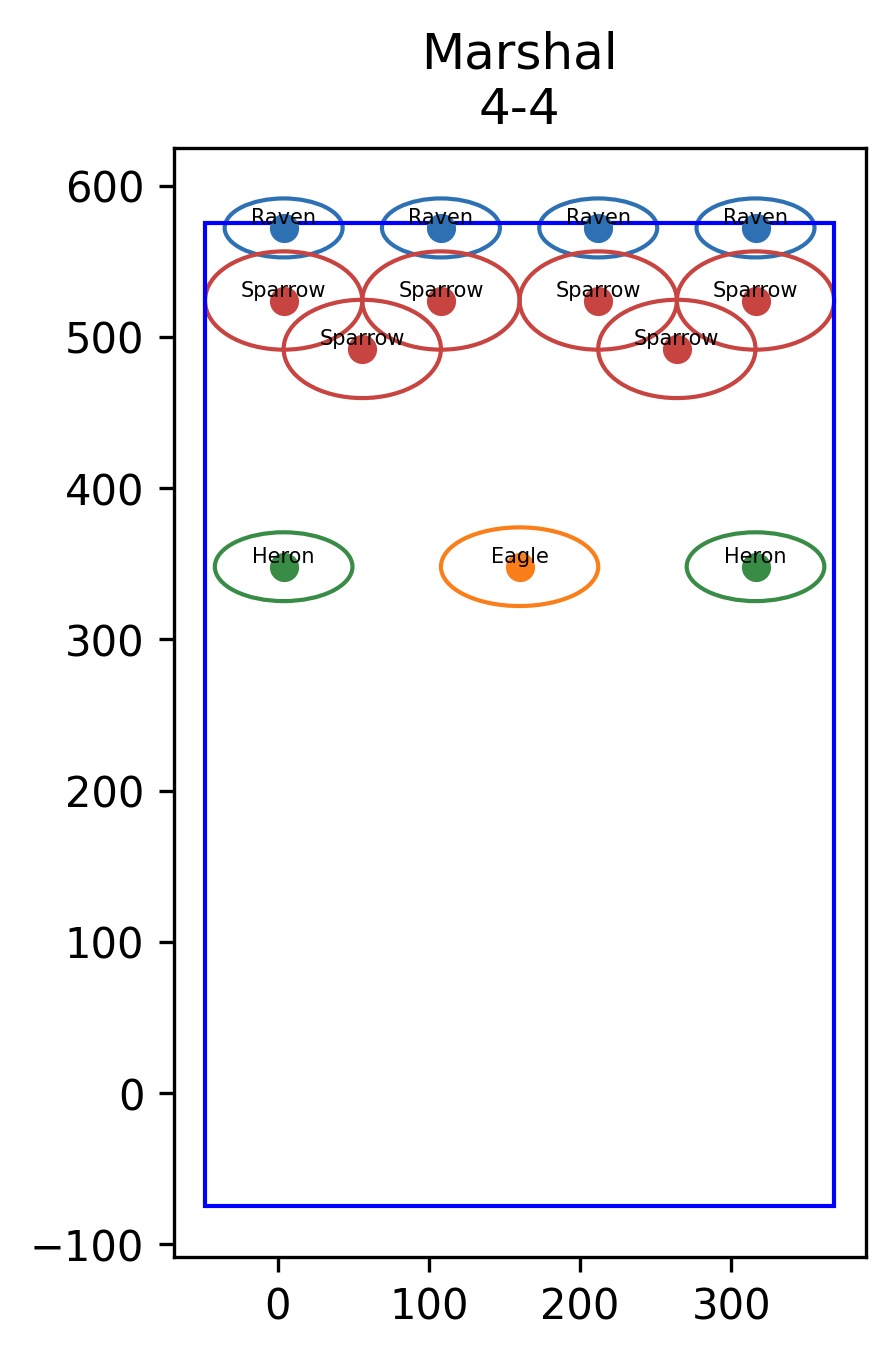 Marshal
4-4
600
Raven Raven Raven Raven
Sparrow Sparrow Sparrow Sparrow
500
Sparrow Sparrow
400
Heron Eagle Heron
300
200
100
0
−100
0 100 200 300